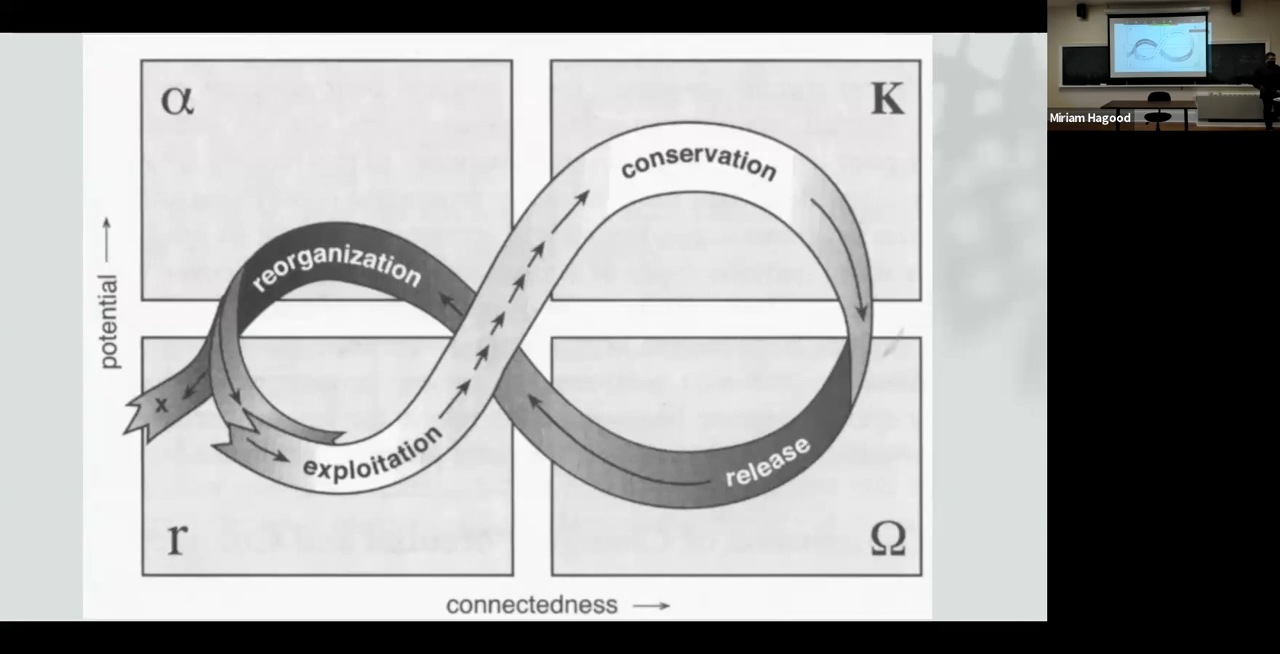 α
K
conservation
reorganization
potential
x
exploitation
release
r
Ω
connectedness
Miriam Hagood